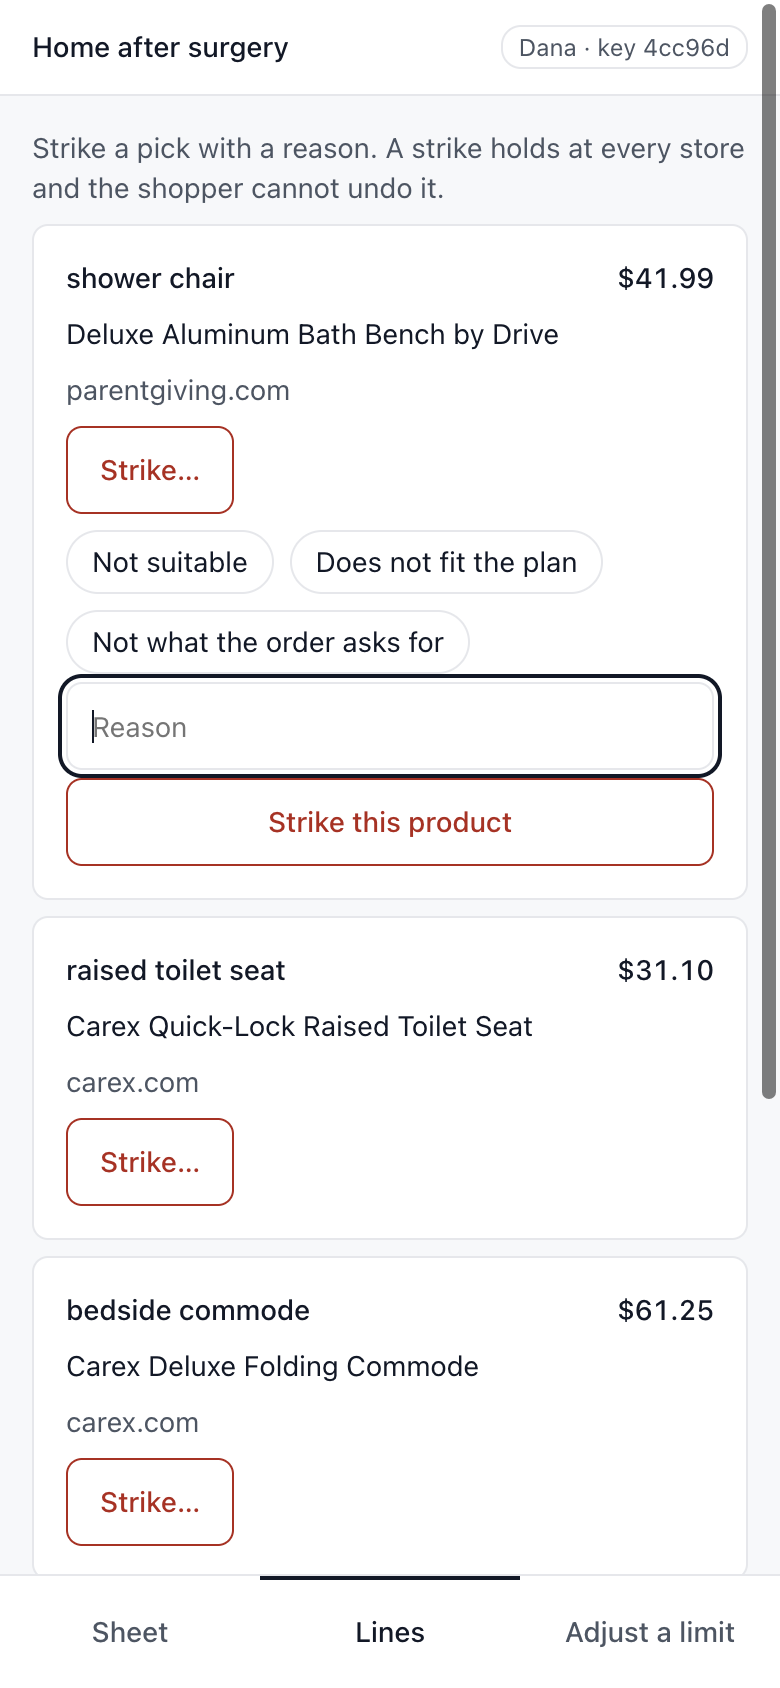 Home after surgery
Dana · key 4cc96d
Strike a pick with a reason. A strike holds at every store
and the shopper cannot undo it.
shower chair
$41.99
Deluxe Aluminum Bath Bench by Drive
parentgiving.com
Strike...
Not suitable
Does not fit the plan
Not what the order asks for
Reason
Strike this product
raised toilet seat
$31.10
Carex Quick-Lock Raised Toilet Seat
carex.com
Strike...
bedside commode
$61.25
Carex Deluxe Folding Commode
carex.com
Strike...
Sheet
Lines
Adjust a limit